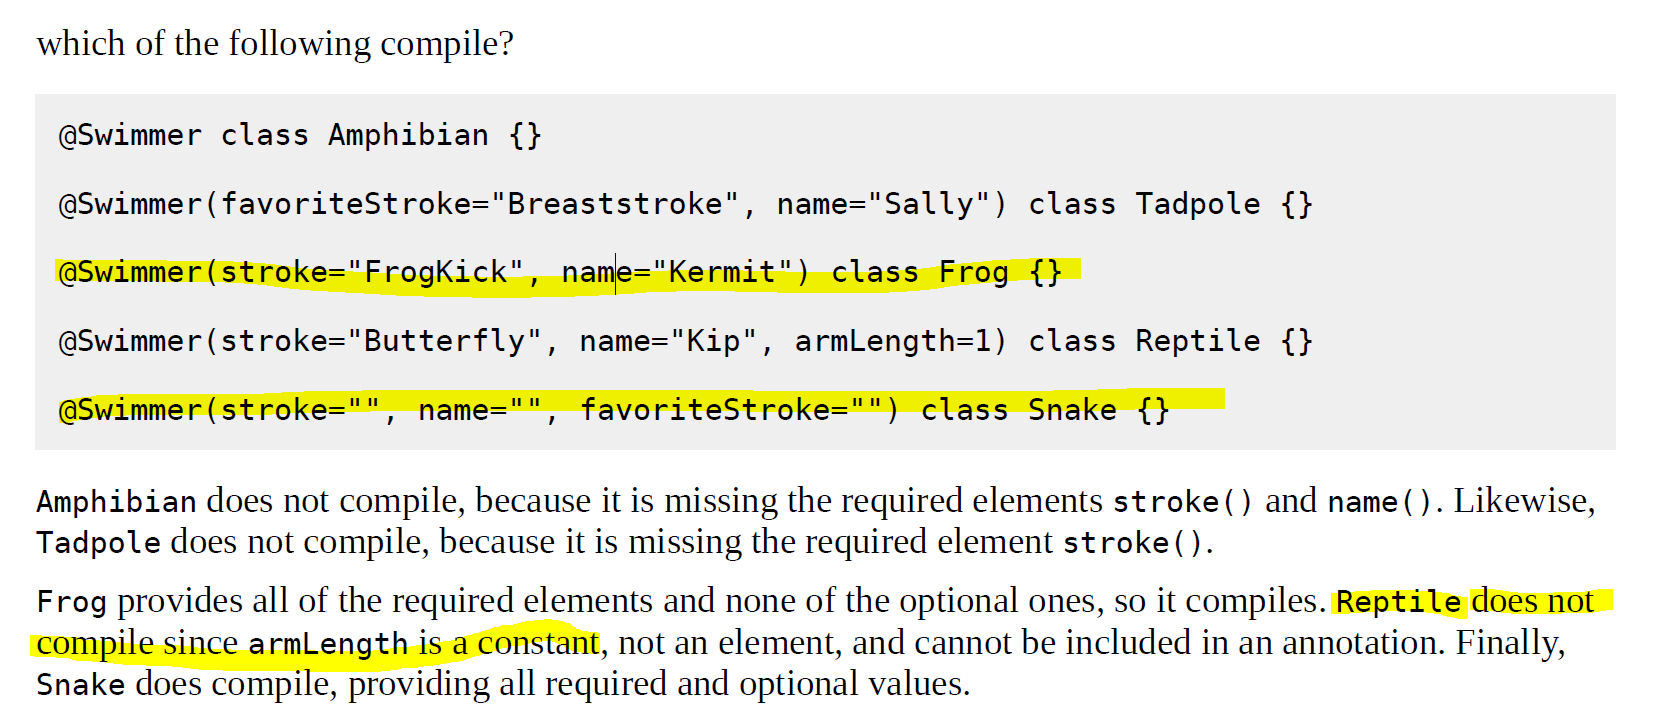 which of the following compile?
@Swimmer class Amphibian {}
@Swimmer(favoriteStroke="Breaststroke", name="Sally") class Tadpole {}
@Swimmer(stroke="FrogKick", name="Kermit") class Frog {}
@Swimmer(stroke="Butterfly", name="Kip", armLength=1) class Reptile {}
@Swimmer(stroke="", name="", favoriteStroke="") class Snake {}
Amphibian does not compile, because it is missing the required elements stroke() and name(). Likewise,
Tadpole does not compile, because it is missing the required element stroke().
Frog provides all of the required elements and none of the optional ones, so it compiles. Reptile does not
compile since armLength is a constant, not an element, and cannot be included in an annotation. Finally,
Snake does compile, providing all required and optional values.